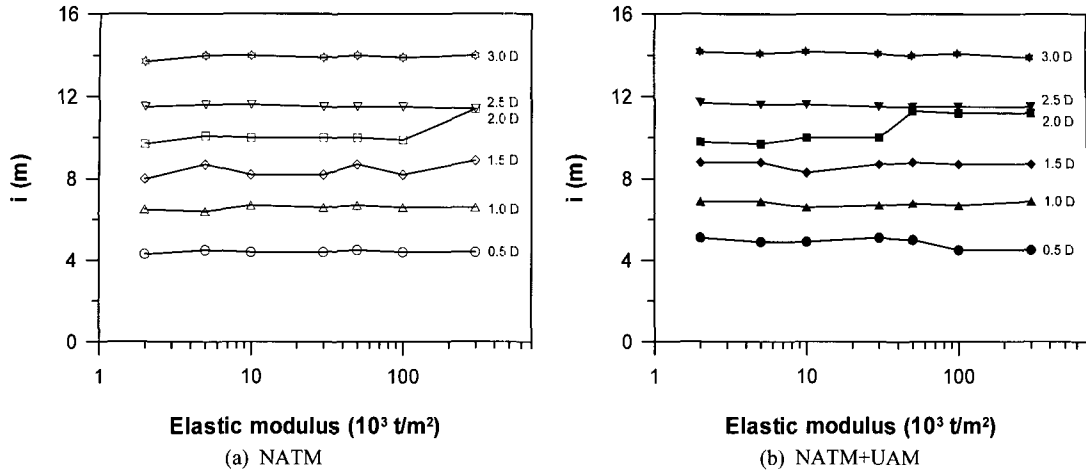 16
12
8
4
0
i (m)
3.0 D
2.5 D
2.0 D
1.5 D
1.0 D
0.5 D
1
10
100
Elastic modulus (10³ t/m²)
(a) NATM
16
12
8
4
0
i (m)
3.0 D
2.5 D
2.0 D
1.5 D
1.0 D
0.5 D
1
10
100
Elastic modulus (10³ t/m²)
(b) NATM+UAM